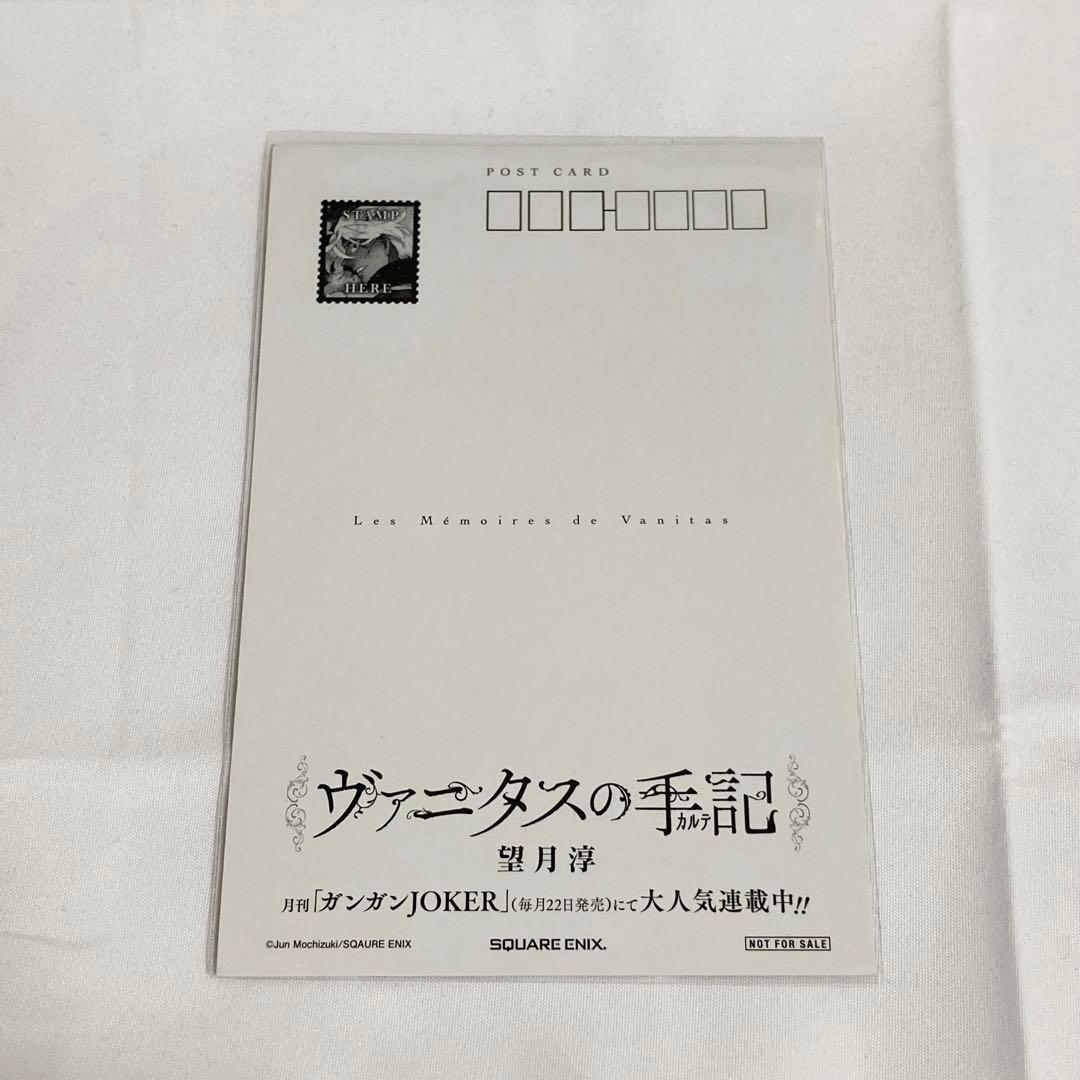 POST CARD
STAMP
HERE
Les Mémoires de Vanitas
ヴァニタスの手記
カルテ
望月淳
月刊「ガンガンJOKER」(毎月22日発売)にて大人気連載中!!
©Jun Mochizuki/SQAURE ENIX
SQUARE ENIX®
NOT FOR SALE